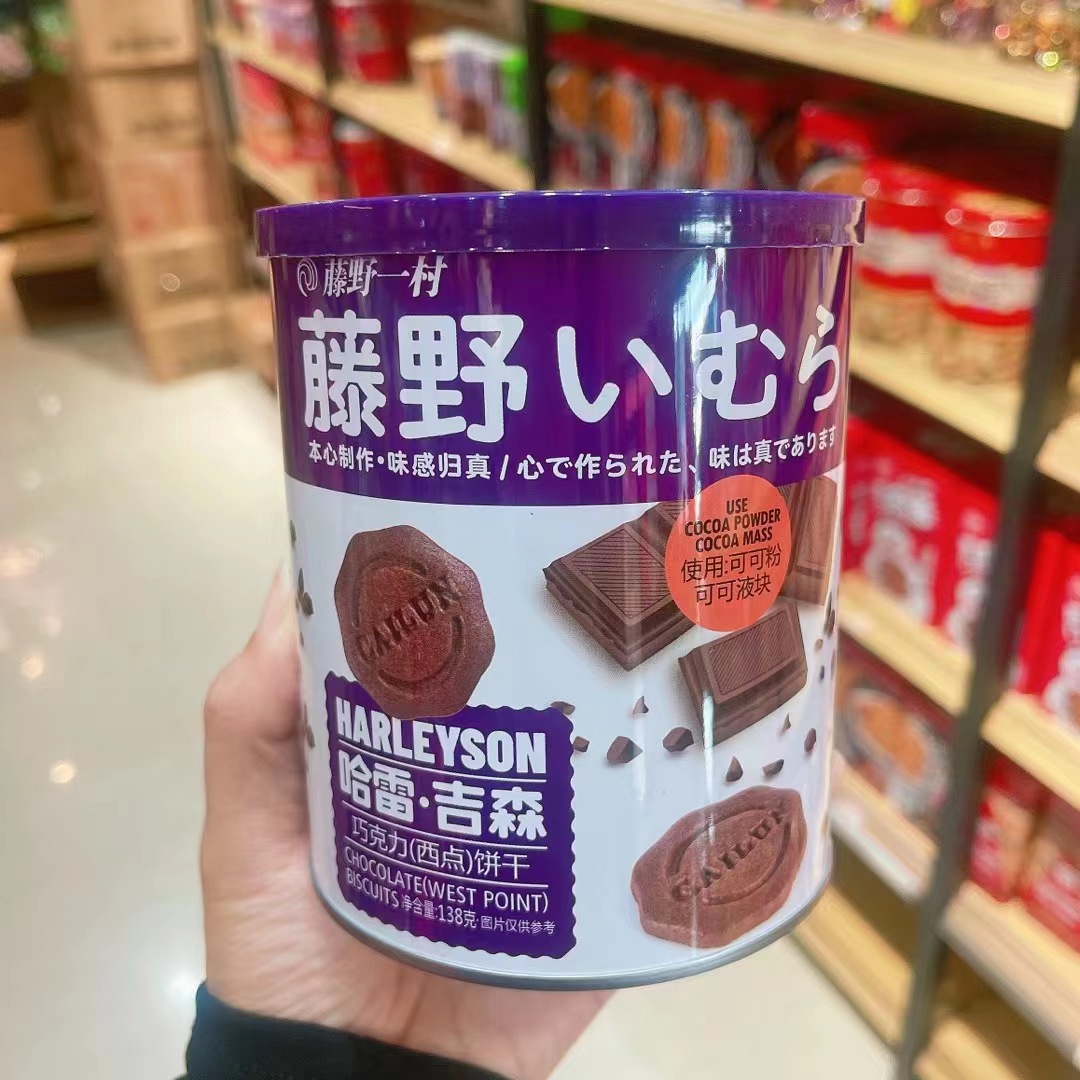 藤野一村
藤野いむら
本心制作·味感归真/心で作られた、味は真であります
USE
COCOA POWDER
COCOA MASS
使用:可可粉
可可液块
CAILUN
HARLEYSON
哈雷·吉森
巧克力(西点)饼干
CHOCOLATE(WEST POINT)
BISCUITS 净含量:138克·图片仅供参考
CAILUN